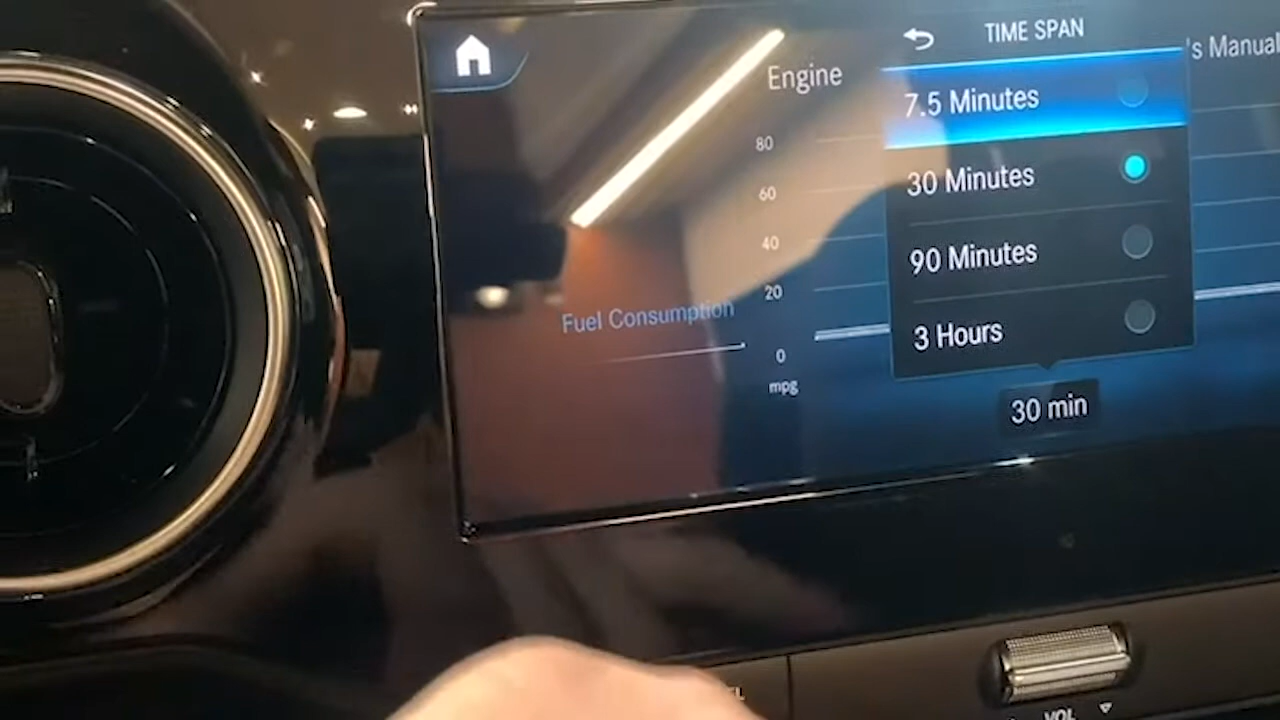 TIME SPAN
's Manual
Engine
7.5 Minutes
80
30 Minutes
60
40
90 Minutes
20
Fuel Consumption
3 Hours
0
mpg
30 min
VOL